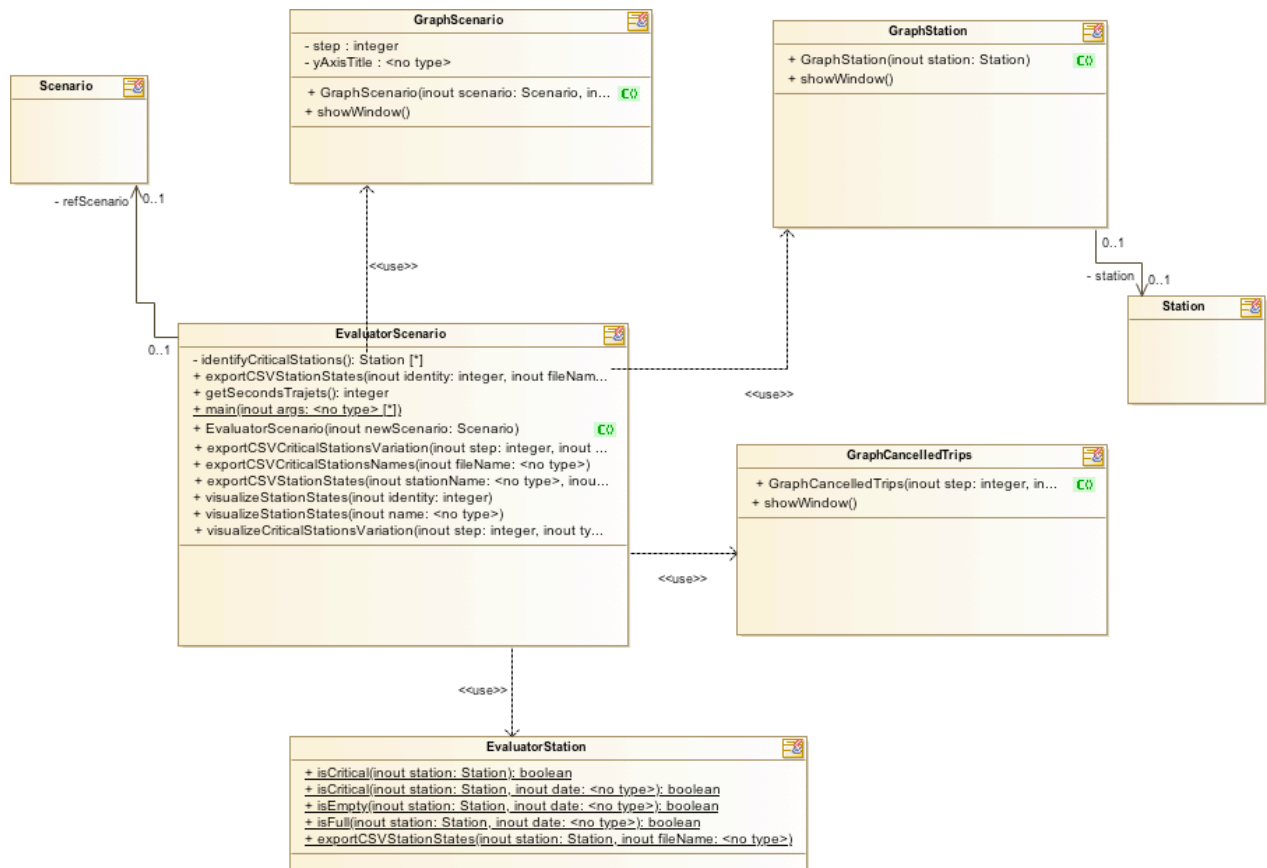 GraphScenario
- step : integer
- yAxisTitle : <no type>
+ GraphScenario(inout scenario: Scenario, in... C()
+ showWindow()
GraphStation
+ GraphStation(inout station: Station) C()
+ showWindow()
Scenario
- refScenario 0..1
0..1
- station 0..1
Station
<<use>>
0..1
EvaluatorScenario
- identifyCriticalStations(): Station [*]
+ exportCSVStationStates(inout identity: integer, inout fileNam...
+ getSecondsTrajets(): integer
+ main(inout args: <no type> [*])
+ EvaluatorScenario(inout newScenario: Scenario) C()
+ exportCSVCriticalStationsVariation(inout step: integer, inout ...
+ exportCSVCriticalStationsNames(inout fileName: <no type>)
+ exportCSVStationStates(inout stationName: <no type>, inou...
+ visualizeStationStates(inout identity: integer)
+ visualizeStationStates(inout name: <no type>)
+ visualizeCriticalStationsVariation(inout step: integer, inout ty...
<<use>>
GraphCancelledTrips
+ GraphCancelledTrips(inout step: integer, in... C()
+ showWindow()
<<use>>
<<use>>
EvaluatorStation
+ isCritical(inout station: Station): boolean
+ isCritical(inout station: Station, inout date: <no type>): boolean
+ isEmpty(inout station: Station, inout date: <no type>): boolean
+ isFull(inout station: Station, inout date: <no type>): boolean
+ exportCSVStationStates(inout station: Station, inout fileName: <no type>)